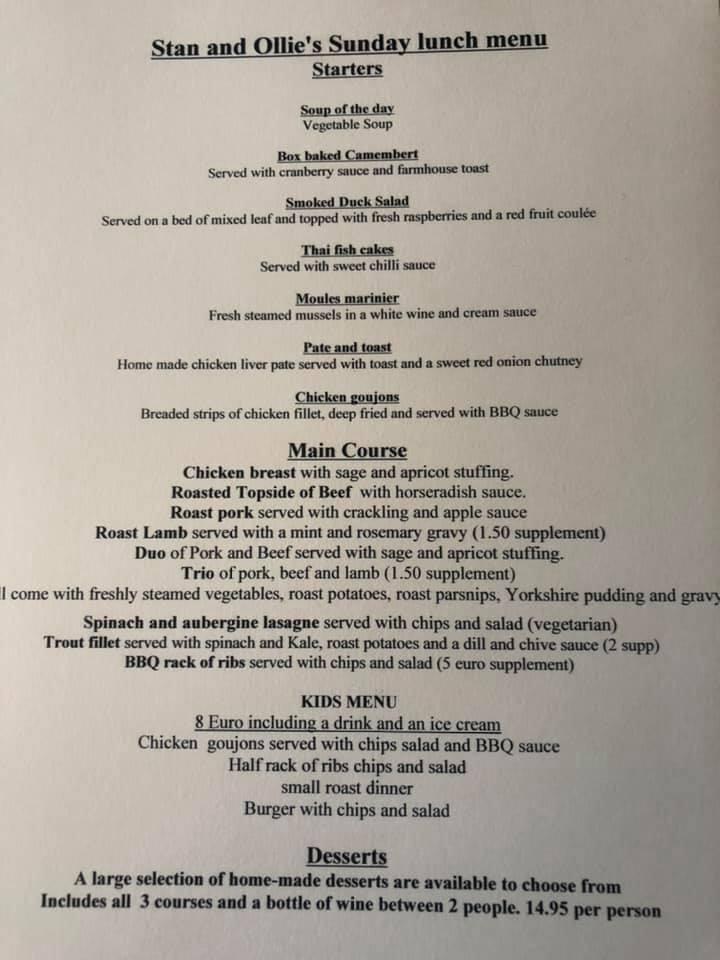 Stan and Ollie's Sunday lunch menu
Starters
Soup of the day
Vegetable Soup
Box baked Camembert
Served with cranberry sauce and farmhouse toast
Smoked Duck Salad
Served on a bed of mixed leaf and topped with fresh raspberries and a red fruit coulée
Thai fish cakes
Served with sweet chilli sauce
Moules marinier
Fresh steamed mussels in a white wine and cream sauce
Pate and toast
Home made chicken liver pate served with toast and a sweet red onion chutney
Chicken goujons
Breaded strips of chicken fillet, deep fried and served with BBQ sauce
Main Course
Chicken breast with sage and apricot stuffing.
Roasted Topside of Beef with horseradish sauce.
Roast pork served with crackling and apple sauce
Roast Lamb served with a mint and rosemary gravy (1.50 supplement)
Duo of Pork and Beef served with sage and apricot stuffing.
Trio of pork, beef and lamb (1.50 supplement)
come with freshly steamed vegetables, roast potatoes, roast parsnips, Yorkshire pudding and gravy
Spinach and aubergine lasagne served with chips and salad (vegetarian)
Trout fillet served with spinach and Kale, roast potatoes and a dill and chive sauce (2 supp)
BBQ rack of ribs served with chips and salad (5 euro supplement)
KIDS MENU
8 Euro including a drink and an ice cream
Chicken goujons served with chips salad and BBQ sauce
Half rack of ribs chips and salad
small roast dinner
Burger with chips and salad
Desserts
A large selection of home-made desserts are available to choose from
Includes all 3 courses and a bottle of wine between 2 people. 14.95 per person